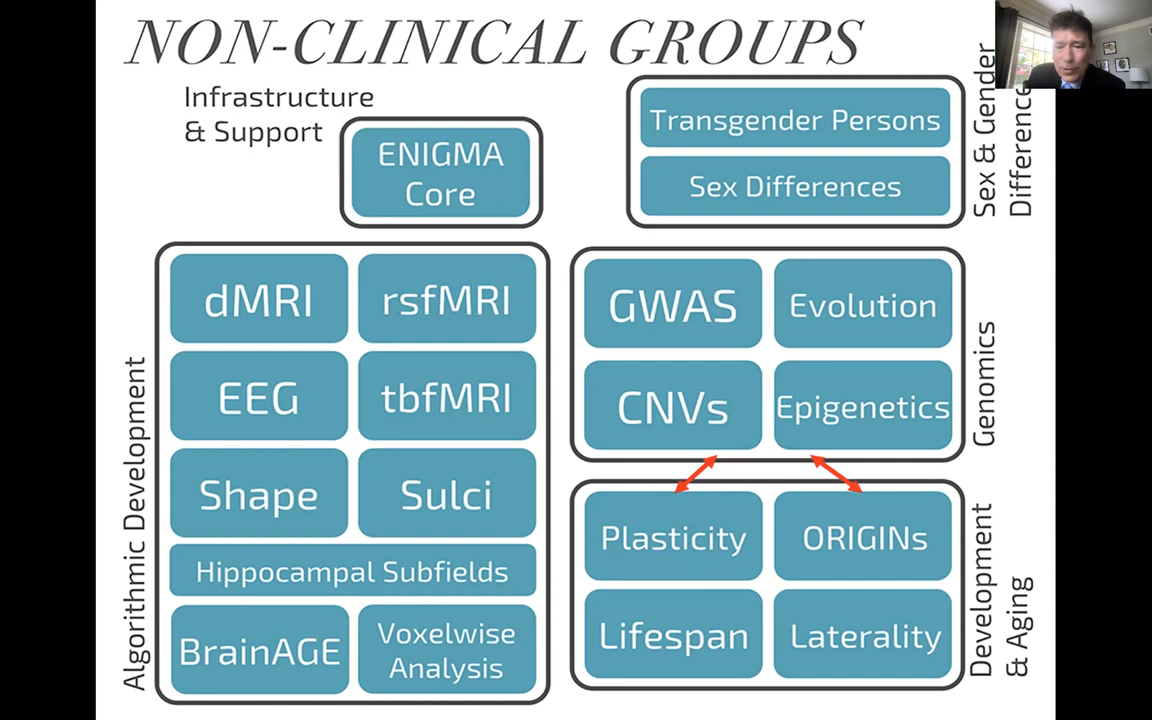 NON-CLINICAL GROUPS
Infrastructure
& Support
ENIGMA
Core
Transgender Persons
Sex Differences
Sex & Gender
Difference
Algorithmic Development
dMRI
rsfMRI
EEG
tbfMRI
Shape
Sulci
Hippocampal Subfields
BrainAGE
Voxelwise
Analysis
GWAS
Evolution
CNVs
Epigenetics
Genomics
Plasticity
ORIGINs
Lifespan
Laterality
Development
& Aging